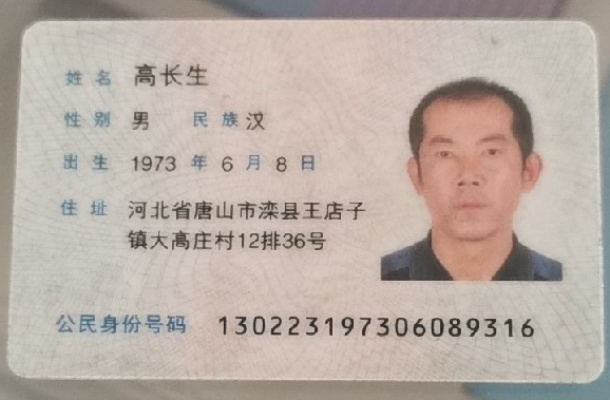 姓名 高长生
性别 男 民族 汉
出生 1973 年 6 月 8 日
住址 河北省唐山市滦县王店子
镇大高庄村12排36号
公民身份号码 130223197306089316